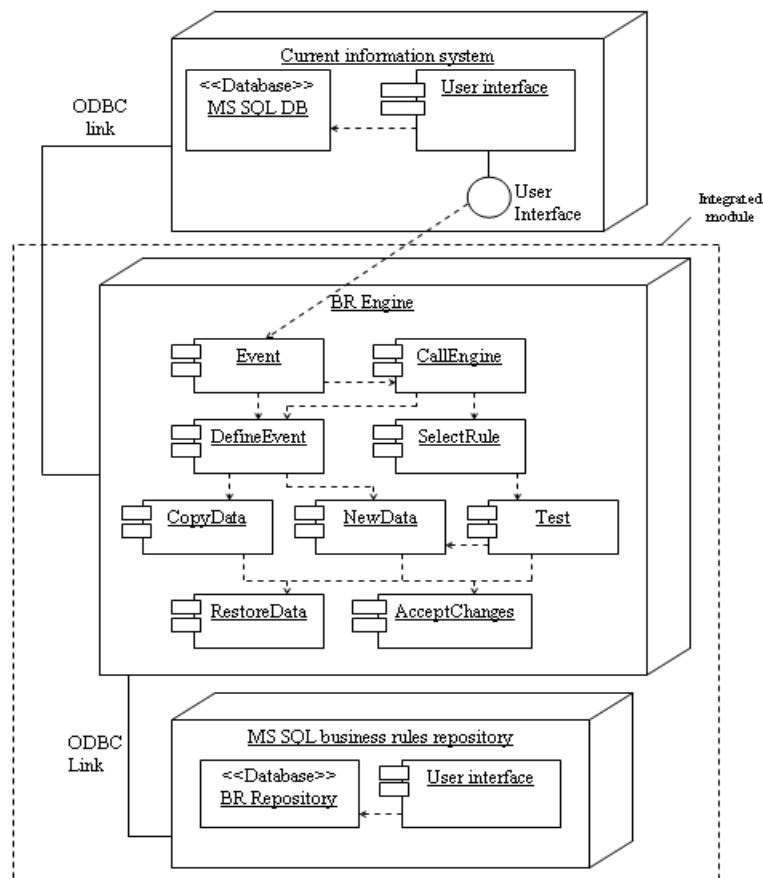 Current information system
<<Database>>
MS SQL DB
User interface
ODBC
link
User
Interface
Integrated
module
BR Engine
Event
CallEngine
DefineEvent
SelectRule
CopyData
NewData
Test
RestoreData
AcceptChanges
ODBC
Link
MS SQL business rules repository
<<Database>>
BR Repository
User interface